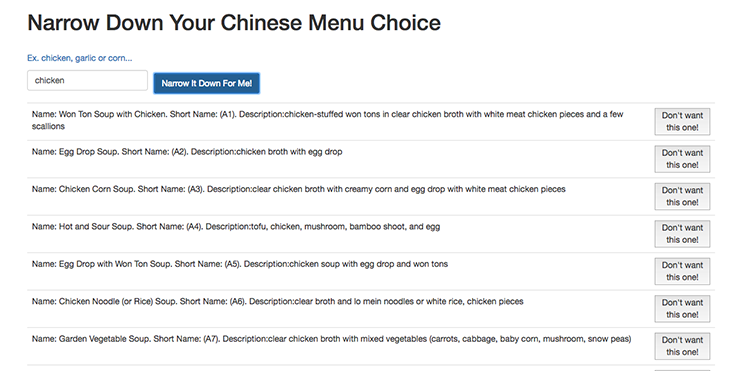 Narrow Down Your Chinese Menu Choice
Ex. chicken, garlic or corn...
chicken
Narrow It Down For Me!
Name: Won Ton Soup with Chicken. Short Name: (A1). Description:chicken-stuffed won tons in clear chicken broth with white meat chicken pieces and a few
scallions
Don't want
this one!
Name: Egg Drop Soup. Short Name: (A2). Description:chicken broth with egg drop
Don't want
this one!
Name: Chicken Corn Soup. Short Name: (A3). Description:clear chicken broth with creamy corn and egg drop with white meat chicken pieces
Don't want
this one!
Name: Hot and Sour Soup. Short Name: (A4). Description:tofu, chicken, mushroom, bamboo shoot, and egg
Don't want
this one!
Name: Egg Drop with Won Ton Soup. Short Name: (A5). Description:chicken soup with egg drop and won tons
Don't want
this one!
Name: Chicken Noodle (or Rice) Soup. Short Name: (A6). Description:clear broth and lo mein noodles or white rice, chicken pieces
Don't want
this one!
Name: Garden Vegetable Soup. Short Name: (A7). Description:clear chicken broth with mixed vegetables (carrots, cabbage, baby corn, mushroom, snow peas)
Don't want
this one!